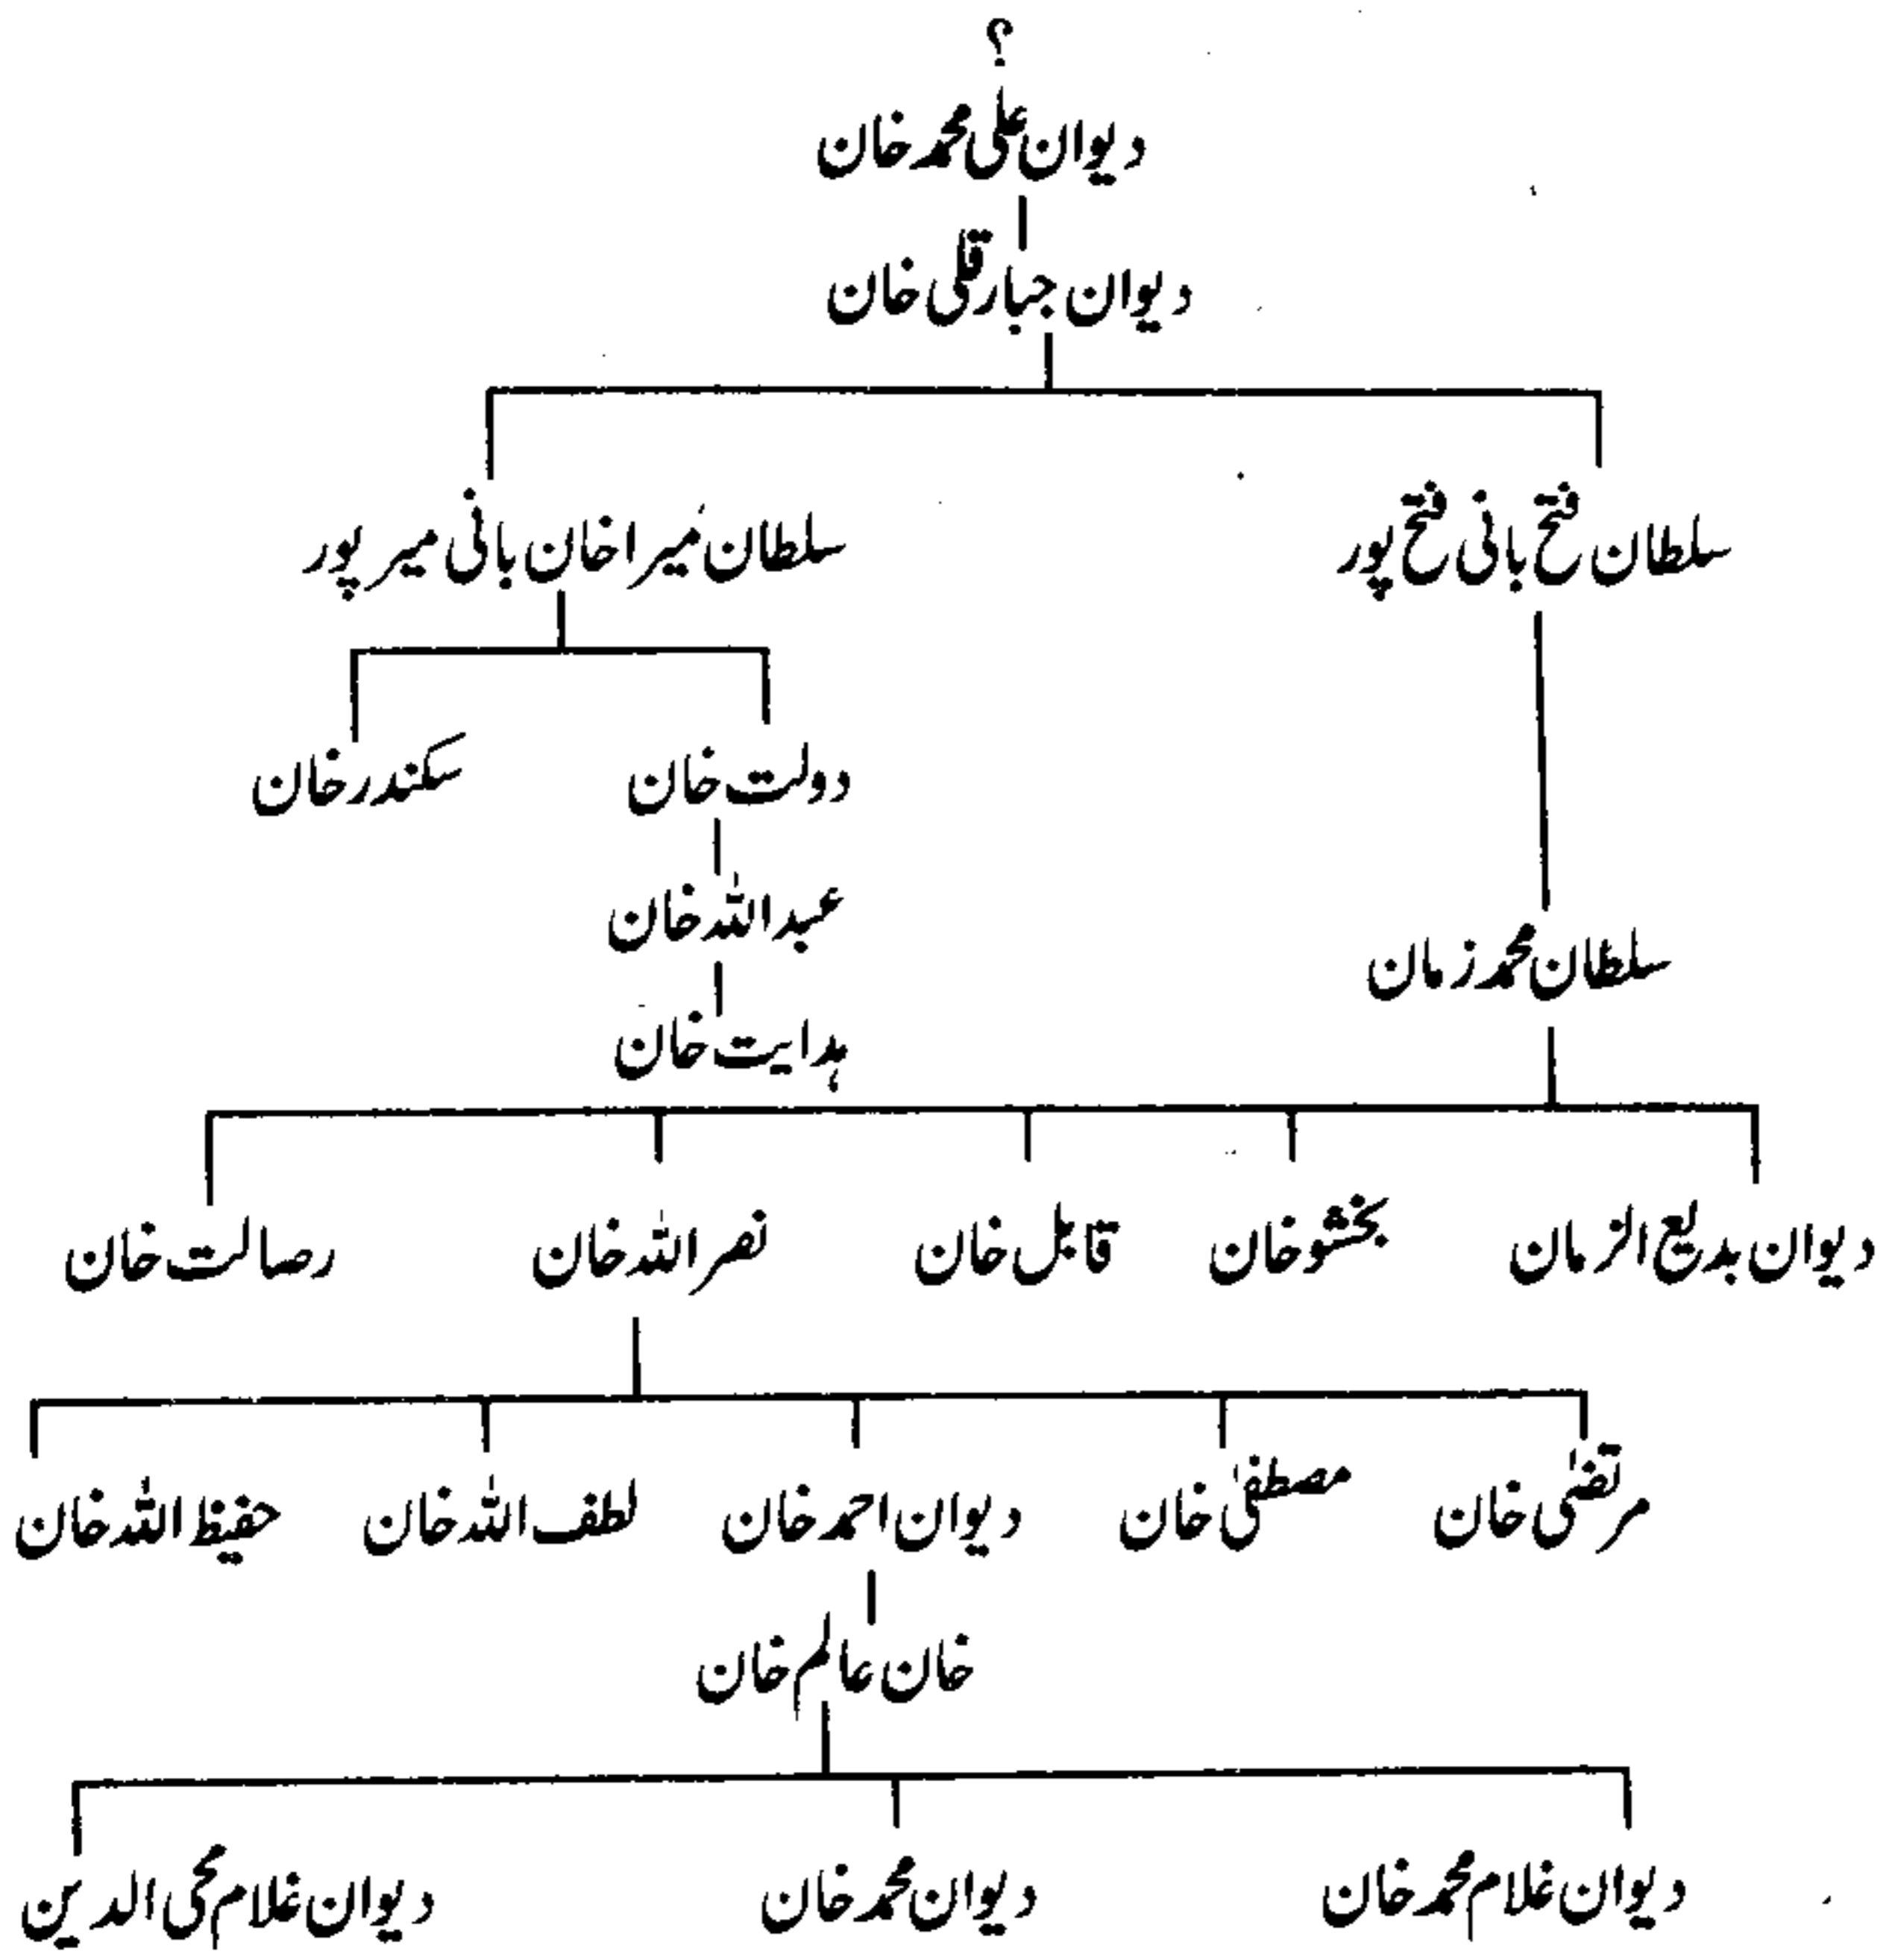 ؟
دیوان علی محمد خان
دیوان جبار قلی خان
سلطان فتح بانی فتح پور
سلطان میرا خان بانی میر پور
دولت خان
سکندر خان
عبد اللہ خان
سلطان محمد زمان
ہدایت خان
دیوان بدیع الزمان
بخشو خان
قابل خان
نصر اللہ خان
رصالت خان
مرتضیٰ خان
مصطفیٰ خان
دیوان احمد خان
لطف اللہ خان
حفیظ اللہ خان
خان عالم خان
دیوان غلام محمد خان
دیوان محمد خان
دیوان غلام محی الدین